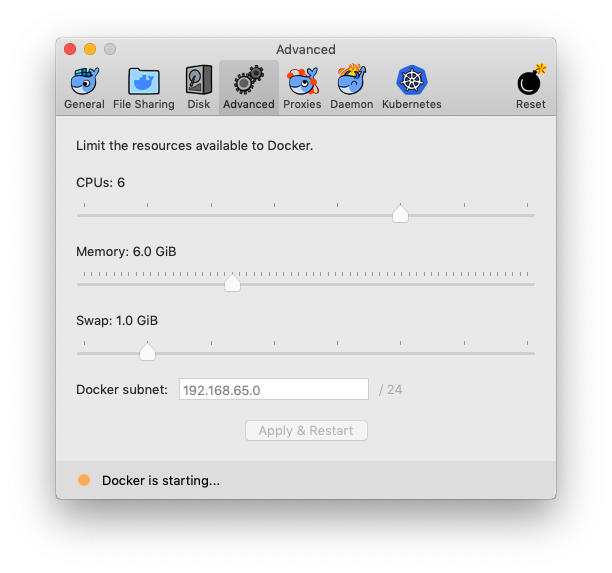 Advanced
General File Sharing Disk Advanced Proxies Daemon Kubernetes Reset
Limit the resources available to Docker.
CPUs: 6
Memory: 6.0 GiB
Swap: 1.0 GiB
Docker subnet: 192.168.65.0 / 24
Apply & Restart
Docker is starting...